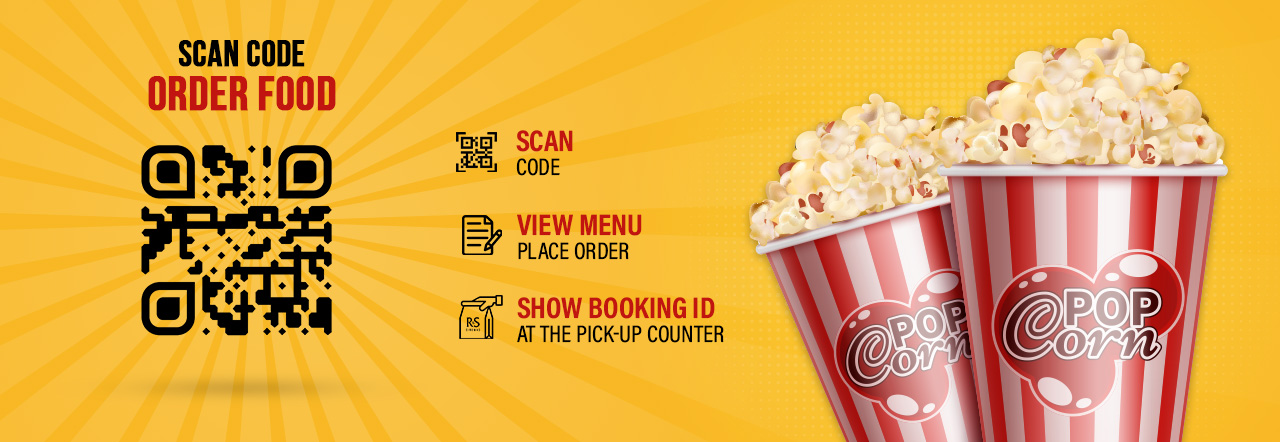 SCAN CODE
ORDER FOOD
SCAN
CODE
VIEW MENU
PLACE ORDER
R&S
SHOW BOOKING ID
AT THE PICK-UP COUNTER
POP
Corn
POP
Corn